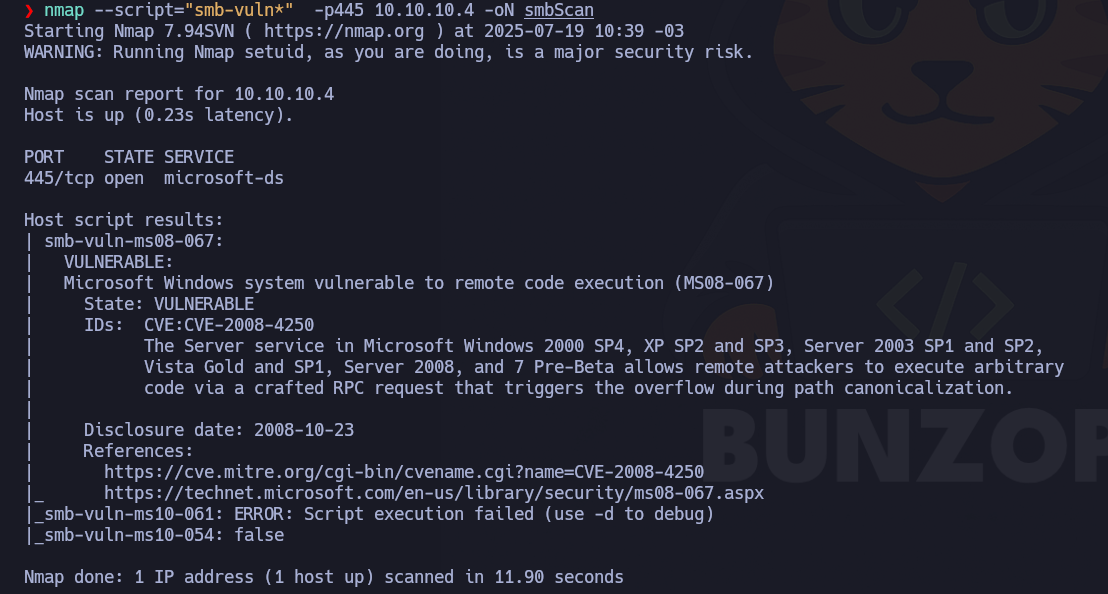 ❯ nmap --script="smb-vuln*"  -p445 10.10.10.4 -oN smbScan
Starting Nmap 7.94SVN ( https://nmap.org ) at 2025-07-19 10:39 -03
WARNING: Running Nmap setuid, as you are doing, is a major security risk.

Nmap scan report for 10.10.10.4
Host is up (0.23s latency).

PORT    STATE SERVICE
445/tcp open  microsoft-ds

Host script results:
| smb-vuln-ms08-067:
|   VULNERABLE:
|   Microsoft Windows system vulnerable to remote code execution (MS08-067)
|     State: VULNERABLE
|     IDs:  CVE:CVE-2008-4250
|           The Server service in Microsoft Windows 2000 SP4, XP SP2 and SP3, Server 2003 SP1 and SP2,
|           Vista Gold and SP1, Server 2008, and 7 Pre-Beta allows remote attackers to execute arbitrary
|           code via a crafted RPC request that triggers the overflow during path canonicalization.
|
|     Disclosure date: 2008-10-23
|     References:
|       https://cve.mitre.org/cgi-bin/cvename.cgi?name=CVE-2008-4250
|_      https://technet.microsoft.com/en-us/library/security/ms08-067.aspx
|_smb-vuln-ms10-061: ERROR: Script execution failed (use -d to debug)
|_smb-vuln-ms10-054: false

Nmap done: 1 IP address (1 host up) scanned in 11.90 seconds